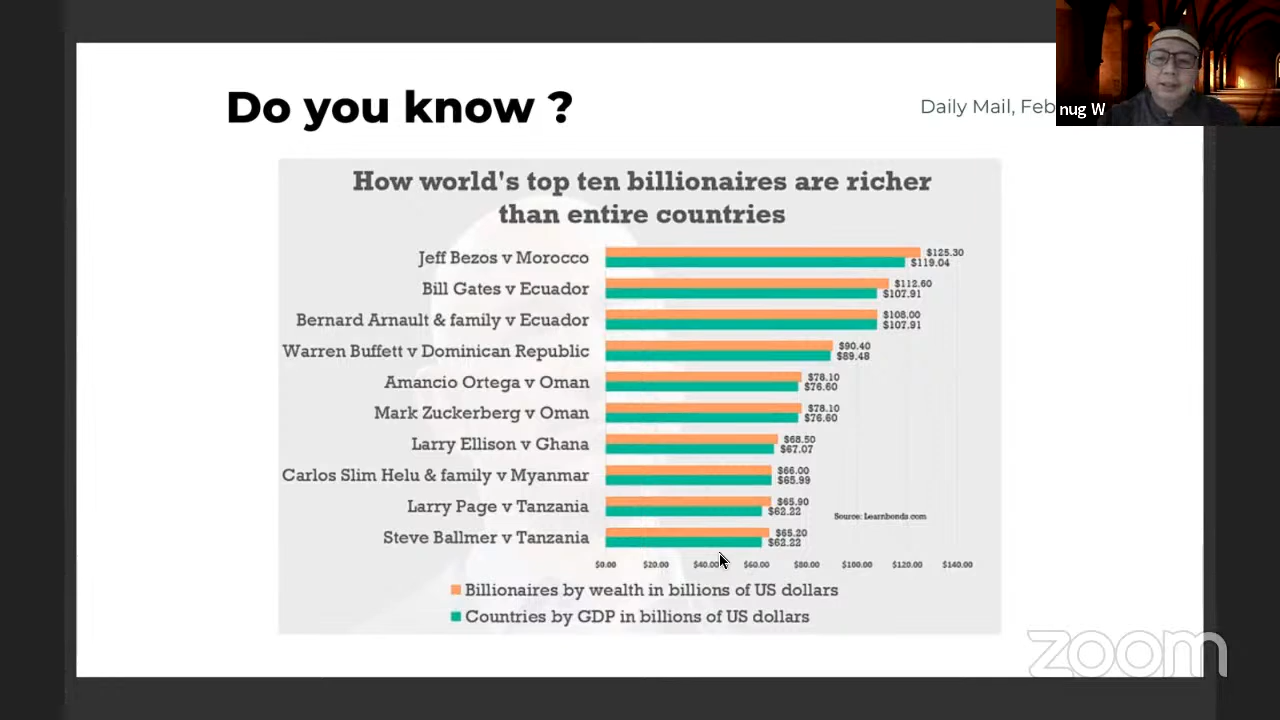 Do you know ?
Daily Mail, Feb
nug W
How world's top ten billionaires are richer
than entire countries
Jeff Bezos v Morocco
$125.30
$119.04
Bill Gates v Ecuador
$112.60
$107.91
Bernard Arnault & family v Ecuador
$108.00
$107.91
Warren Buffett v Dominican Republic
$90.40
$89.48
Amancio Ortega v Oman
$78.10
$76.60
Mark Zuckerberg v Oman
$78.10
$76.60
Larry Ellison v Ghana
$68.50
$67.07
Carlos Slim Helu & family v Myanmar
$66.00
$65.99
Larry Page v Tanzania
$65.90
$62.22
Source: Learnbonds.com
Steve Ballmer v Tanzania
$65.20
$62.22
$0.00 $20.00 $40.00 $60.00 $80.00 $100.00 $120.00 $140.00
Billionaires by wealth in billions of US dollars
Countries by GDP in billions of US dollars
zoom